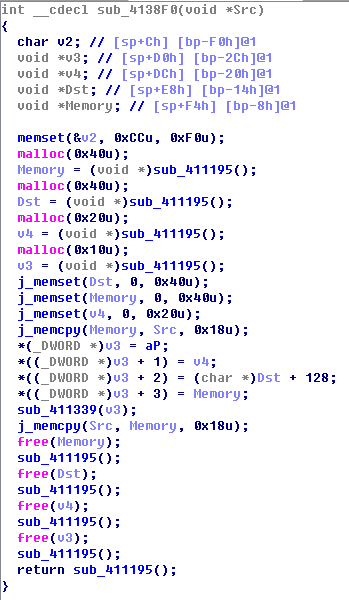 int __cdecl sub_4138F0(void *Src)
{
  char v2; // [sp+Ch] [bp-F0h]@1
  void *v3; // [sp+D0h] [bp-2Ch]@1
  void *v4; // [sp+DCh] [bp-20h]@1
  void *Dst; // [sp+E8h] [bp-14h]@1
  void *Memory; // [sp+F4h] [bp-8h]@1

  memset(&v2, 0xCCu, 0xF0u);
  malloc(0x40u);
  Memory = (void *)sub_411195();
  malloc(0x40u);
  Dst = (void *)sub_411195();
  malloc(0x20u);
  v4 = (void *)sub_411195();
  malloc(0x10u);
  v3 = (void *)sub_411195();
  j_memset(Dst, 0, 0x40u);
  j_memset(Memory, 0, 0x40u);
  j_memset(v4, 0, 0x20u);
  j_memcpy(Memory, Src, 0x18u);
  *(_DWORD *)v3 = aP;
  *((_DWORD *)v3 + 1) = v4;
  *((_DWORD *)v3 + 2) = (char *)Dst + 128;
  *((_DWORD *)v3 + 3) = Memory;
  sub_411339(v3);
  j_memcpy(Src, Memory, 0x18u);
  free(Memory);
  sub_411195();
  free(Dst);
  sub_411195();
  free(v4);
  sub_411195();
  free(v3);
  sub_411195();
  return sub_411195();
}